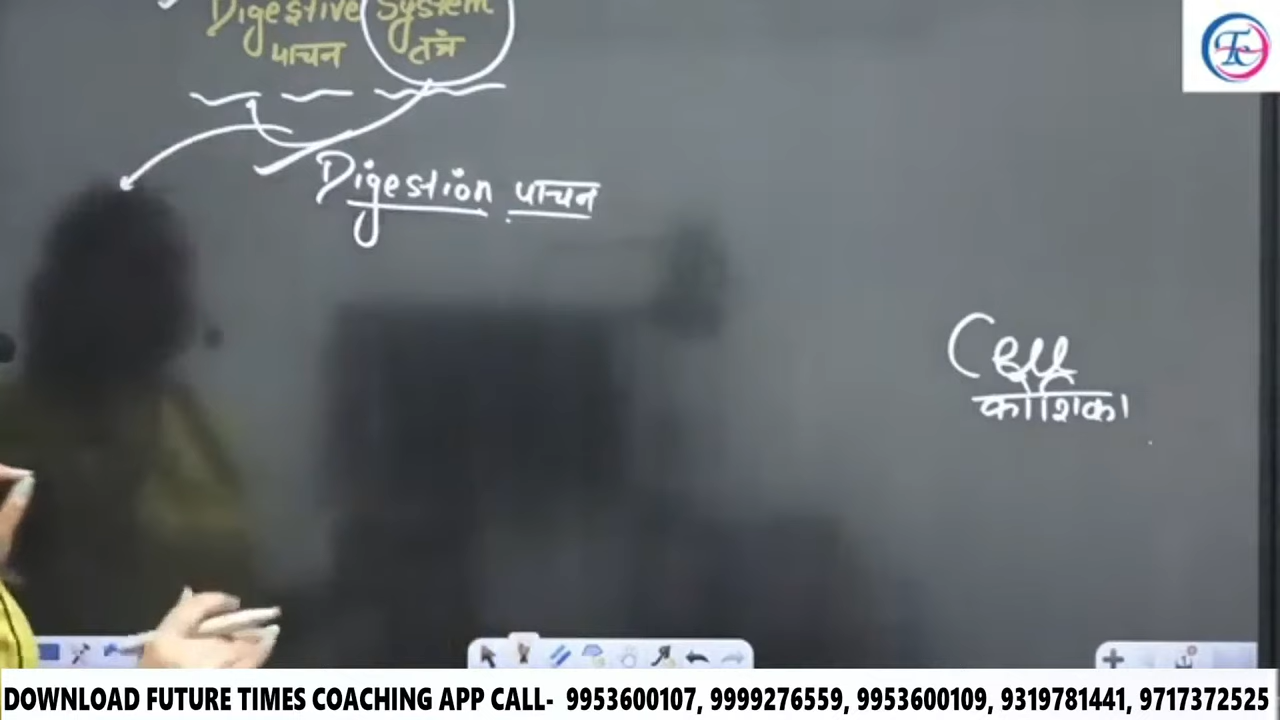 Digestive System
पाचन तंत्र
Digestion पाचन
Cell
कोशिका
DOWNLOAD FUTURE TIMES COACHING APP CALL- 9953600107, 9999276559, 9953600109, 9319781441, 9717372525